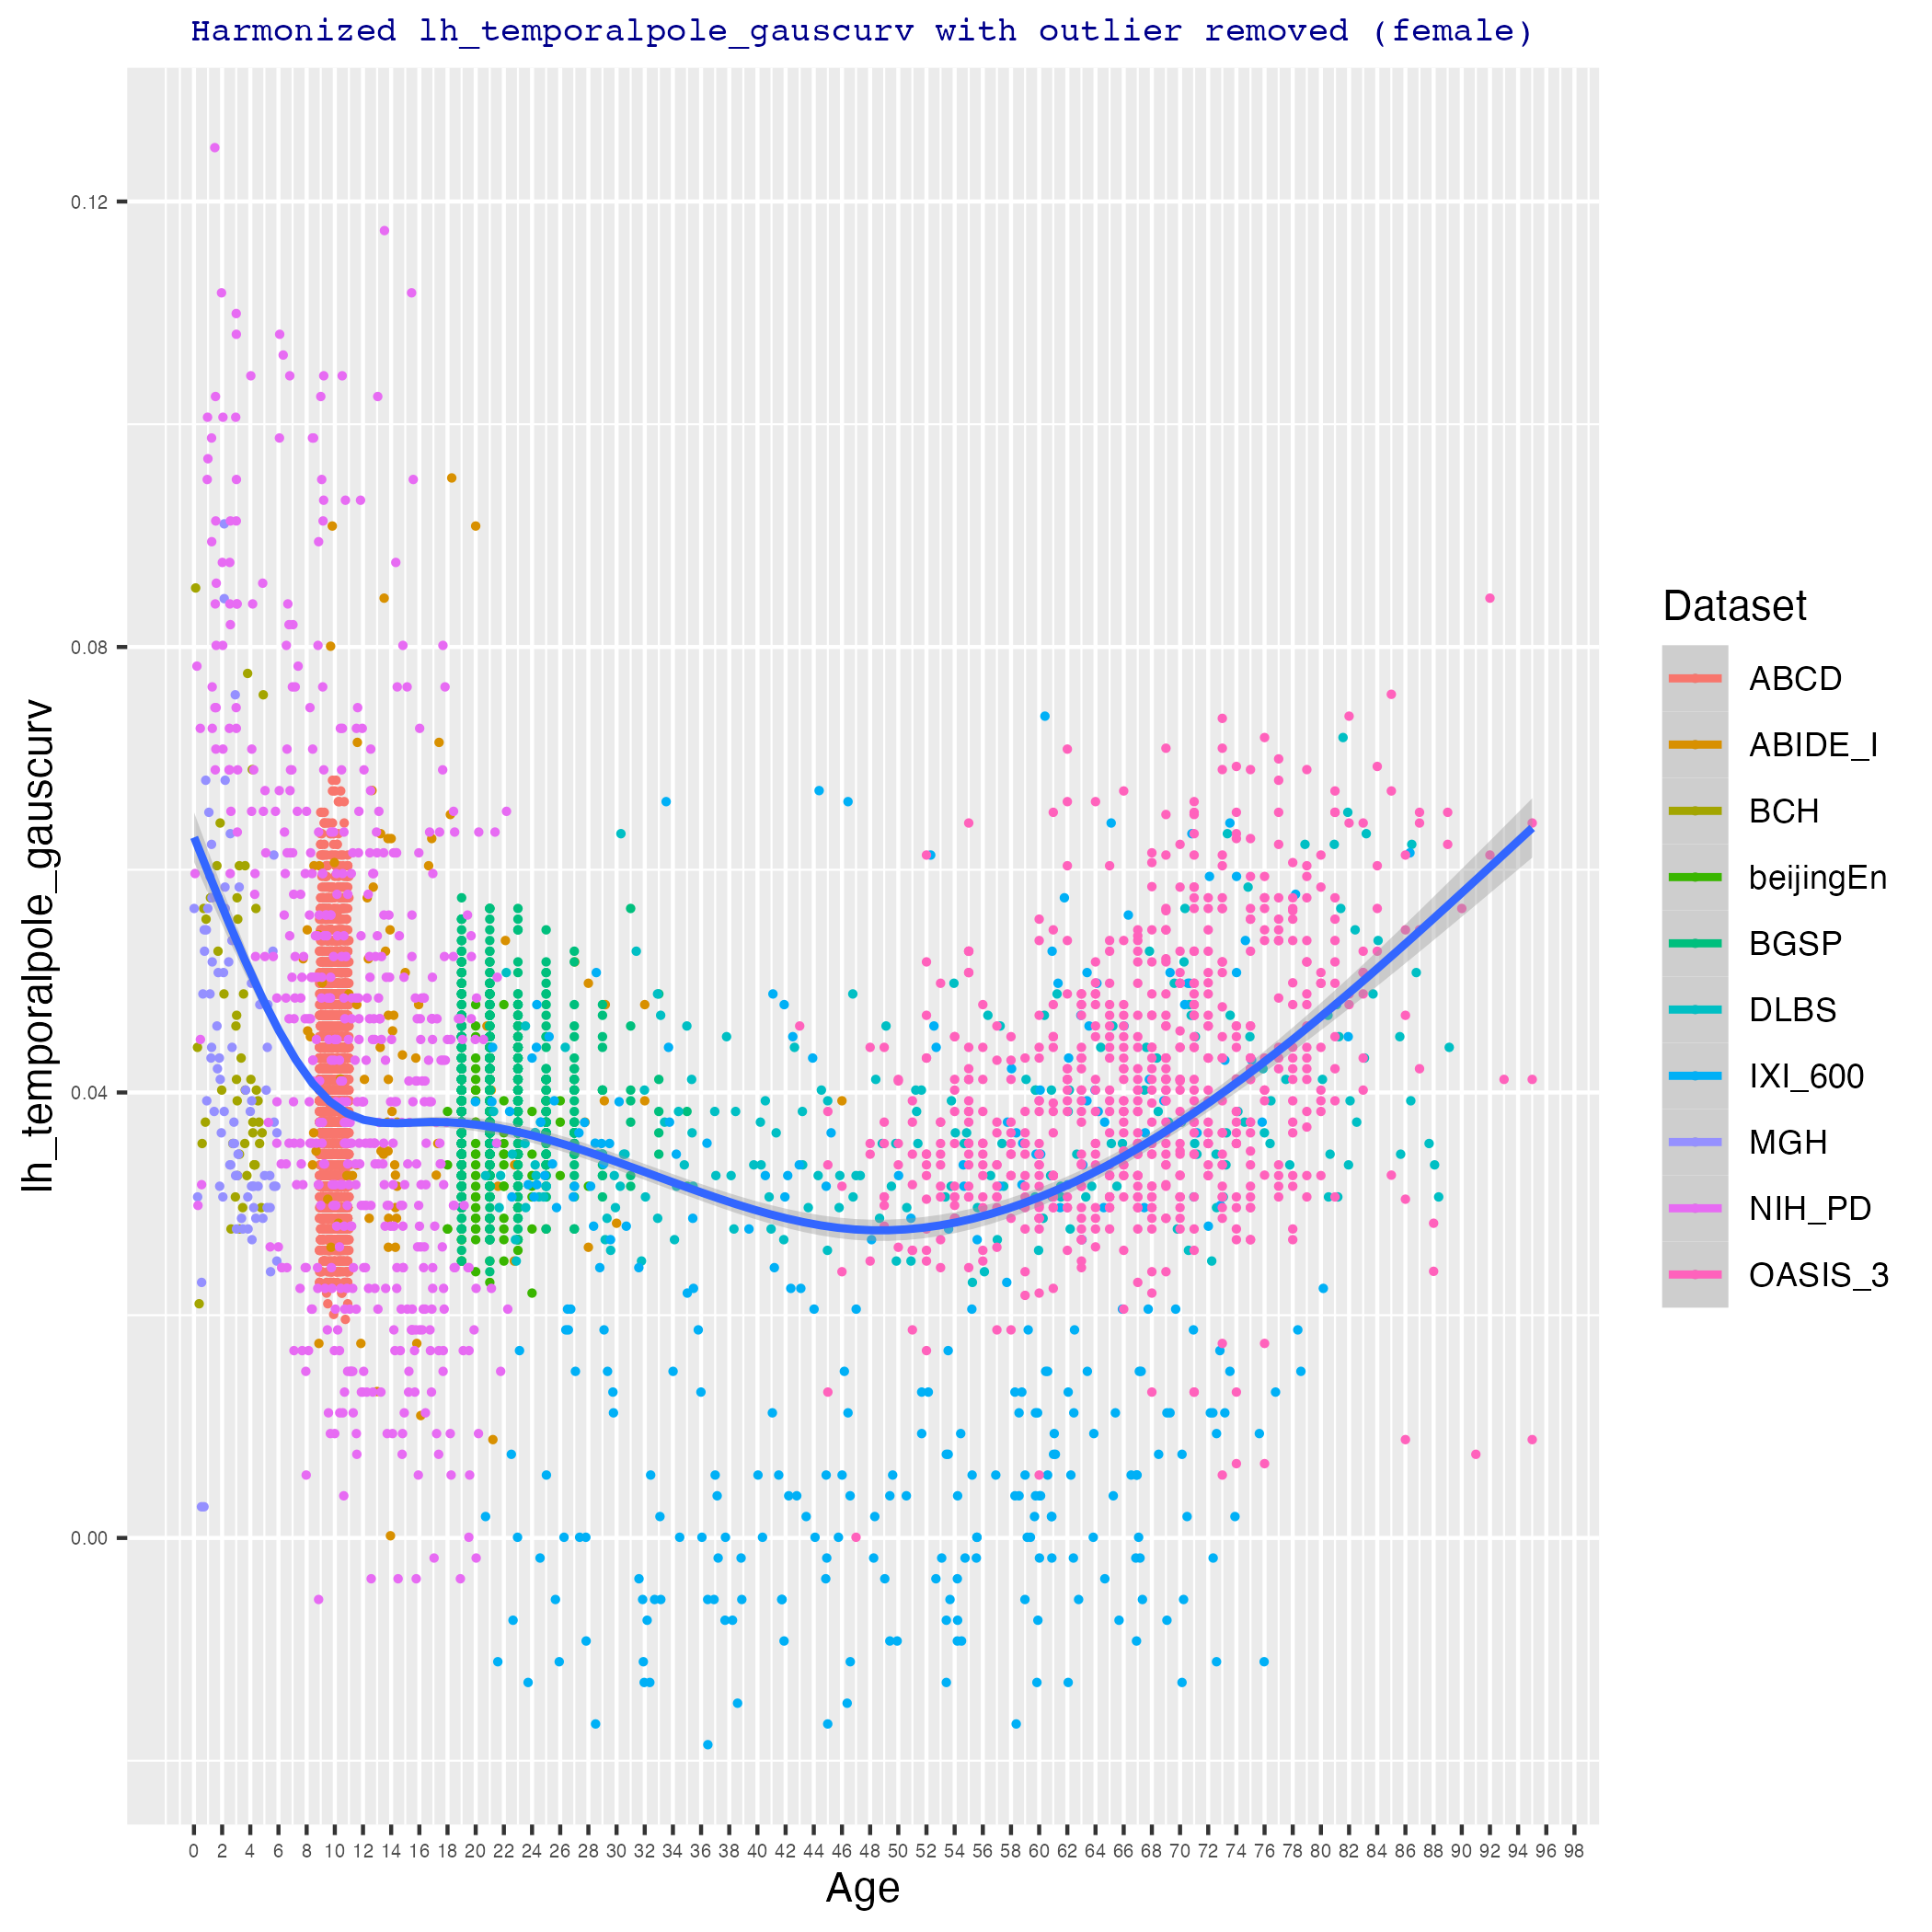 Harmonized lh_temporalpole_gauscurv with outlier removed (female)
lh_temporalpole_gauscurv
0.12
0.08
0.04
0.00
0 2 4 6 8 10 12 14 16 18 20 22 24 26 28 30 32 34 36 38 40 42 44 46 48 50 52 54 56 58 60 62 64 66 68 70 72 74 76 78 80 82 84 86 88 90 92 94 96 98
Age
Dataset
ABCD
ABIDE_I
BCH
beijingEn
BGSP
DLBS
IXI_600
MGH
NIH_PD
OASIS_3